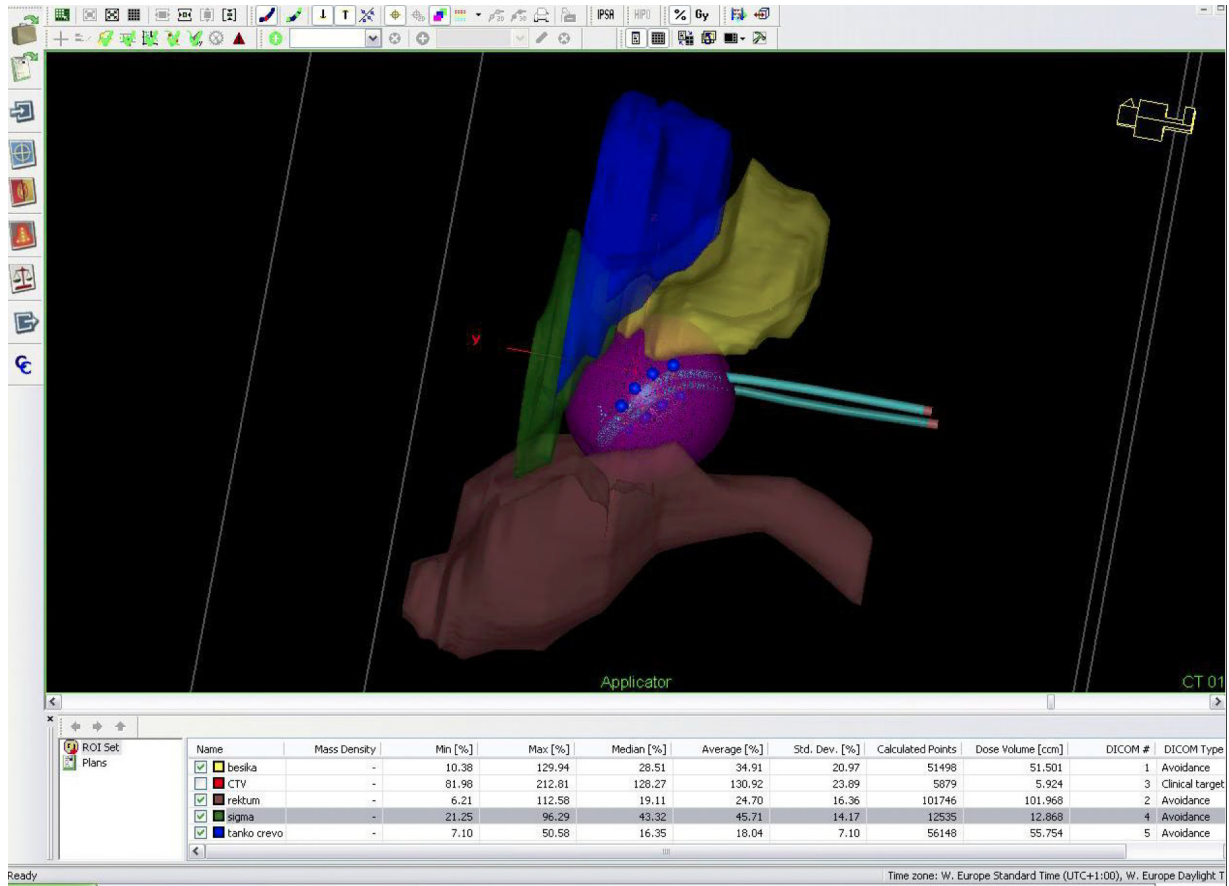 IPSA HIPO % Gy
y
z
Applicator
CT 01
ROI Set
Plans
Name Mass Density Min [%] Max [%] Median [%] Average [%] Std. Dev. [%] Calculated Points Dose Volume [ccm] DICOM # DICOM Type
besika - 10.38 129.94 28.51 34.91 20.97 51498 51.501 1 Avoidance
CTV - 81.98 212.81 128.27 130.92 23.89 5879 5.924 3 Clinical target
rektum - 6.21 112.58 19.11 24.70 16.36 101746 101.968 2 Avoidance
sigma - 21.25 96.29 43.32 45.71 14.17 12535 12.868 4 Avoidance
tanko crevo - 7.10 50.58 16.35 18.04 7.10 56148 55.754 5 Avoidance
Ready
Time zone: W. Europe Standard Time (UTC+1:00), W. Europe Daylight T